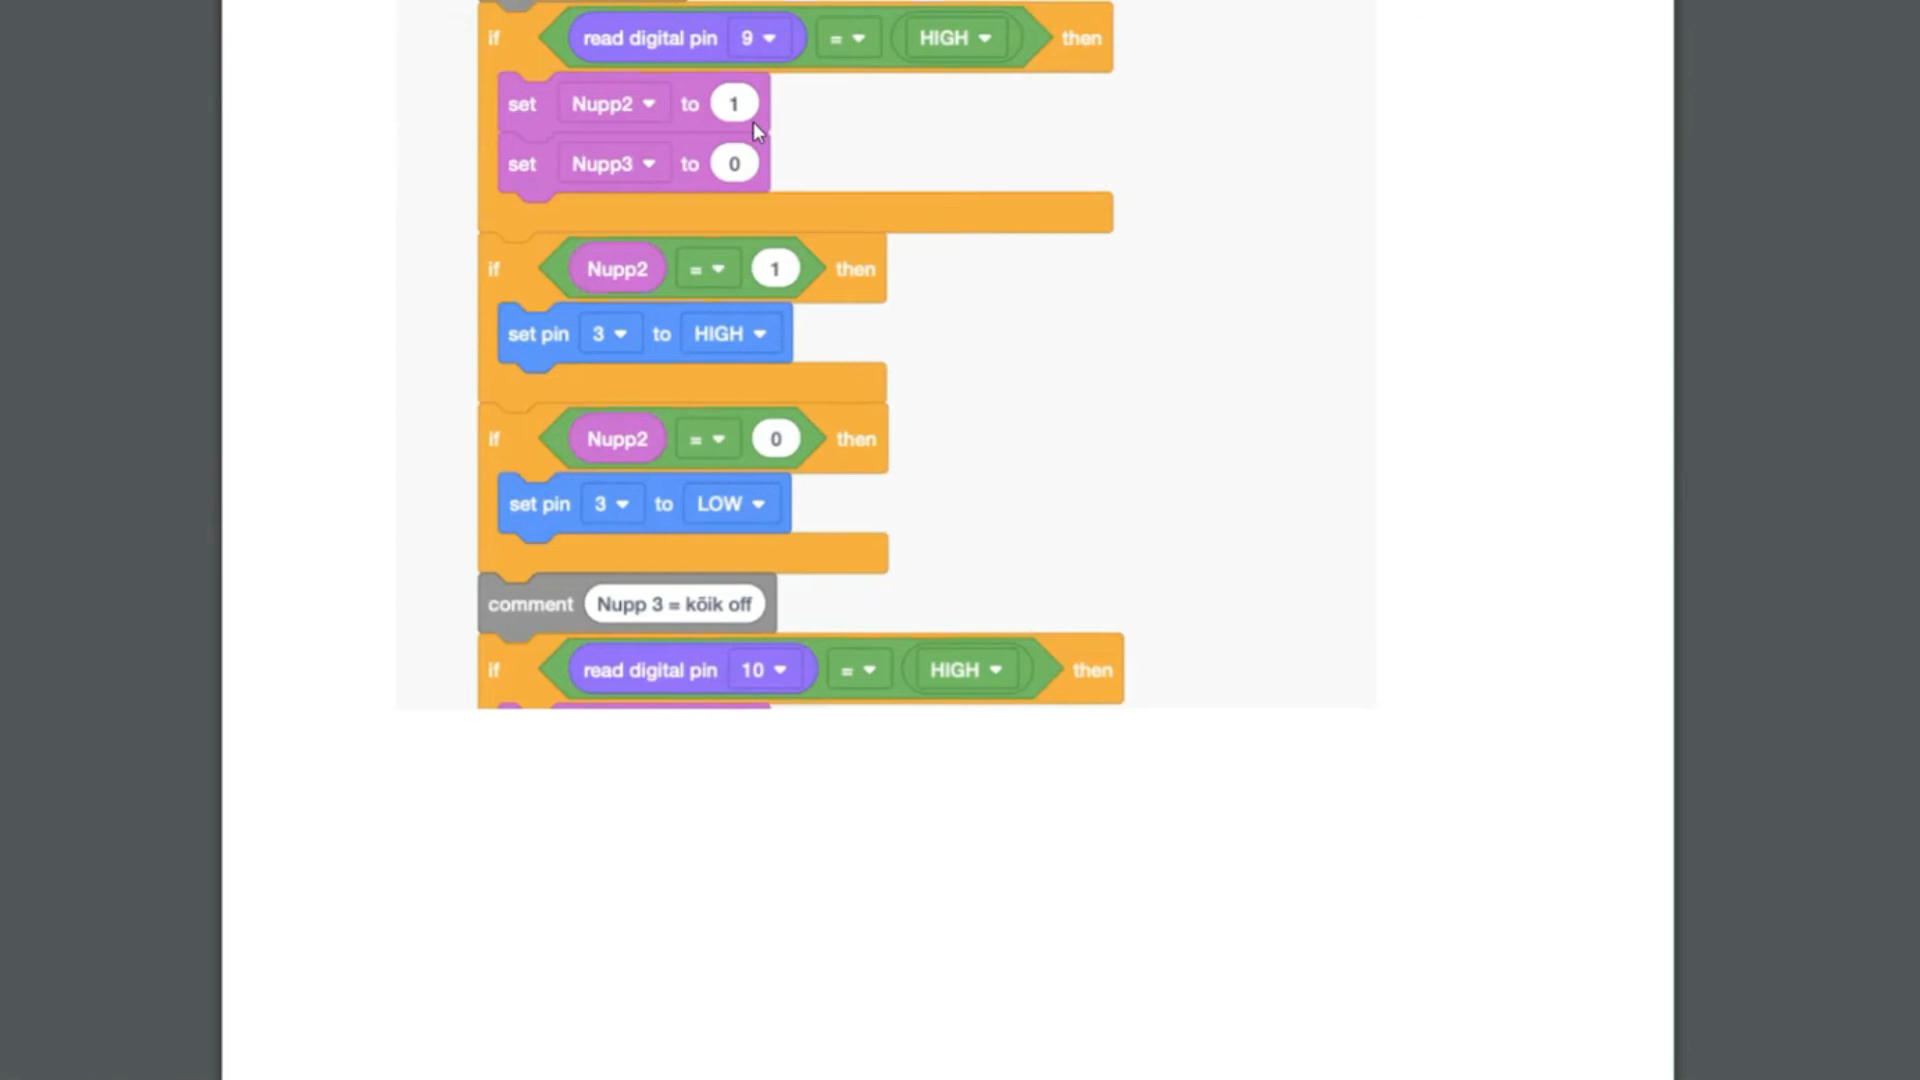 if read digital pin 9 = HIGH then
set Nupp2 to 1
set Nupp3 to 0
if Nupp2 = 1 then
set pin 3 to HIGH
if Nupp2 = 0 then
set pin 3 to LOW
comment Nupp 3 = kõik off
if read digital pin 10 = HIGH then